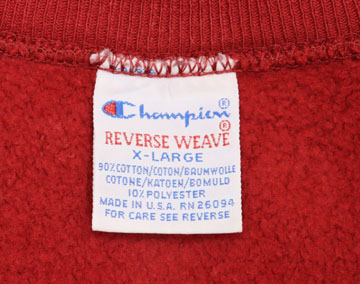 Champion®
REVERSE WEAVE®
X-LARGE
90% COTTON/COTON/BAUMWOLLE
COTONE/KATOEN/BOMULD
10% POLYESTER
MADE IN U.S.A. RN 26094
FOR CARE SEE REVERSE